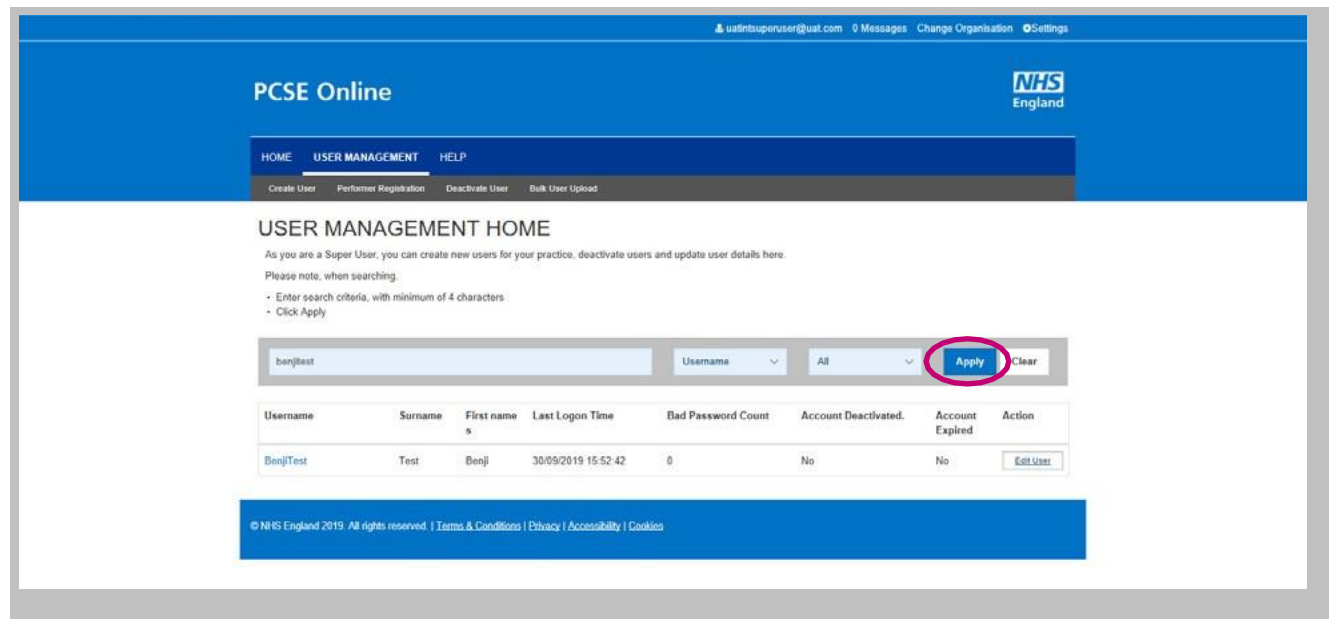 uatintsuperuser@uat.com 0 Messages Change Organisation Settings
PCSE Online
NHS
England
HOME USER MANAGEMENT HELP
Create User Performer Registration Deactivate User Bulk User Upload
USER MANAGEMENT HOME
As you are a Super User, you can create new users for your practice, deactivate users and update user details here.
Please note, when searching.
• Enter search criteria, with minimum of 4 characters
• Click Apply
benjitest Username All Apply Clear
Username Surname First name Last Logon Time Bad Password Count Account Deactivated. Account Action
s Expired
BenjiTest Test Benji 30/09/2019 15:52:42 0 No No Edit User
© NHS England 2019. All rights reserved. | Terms & Conditions | Privacy | Accessibility | Cookies